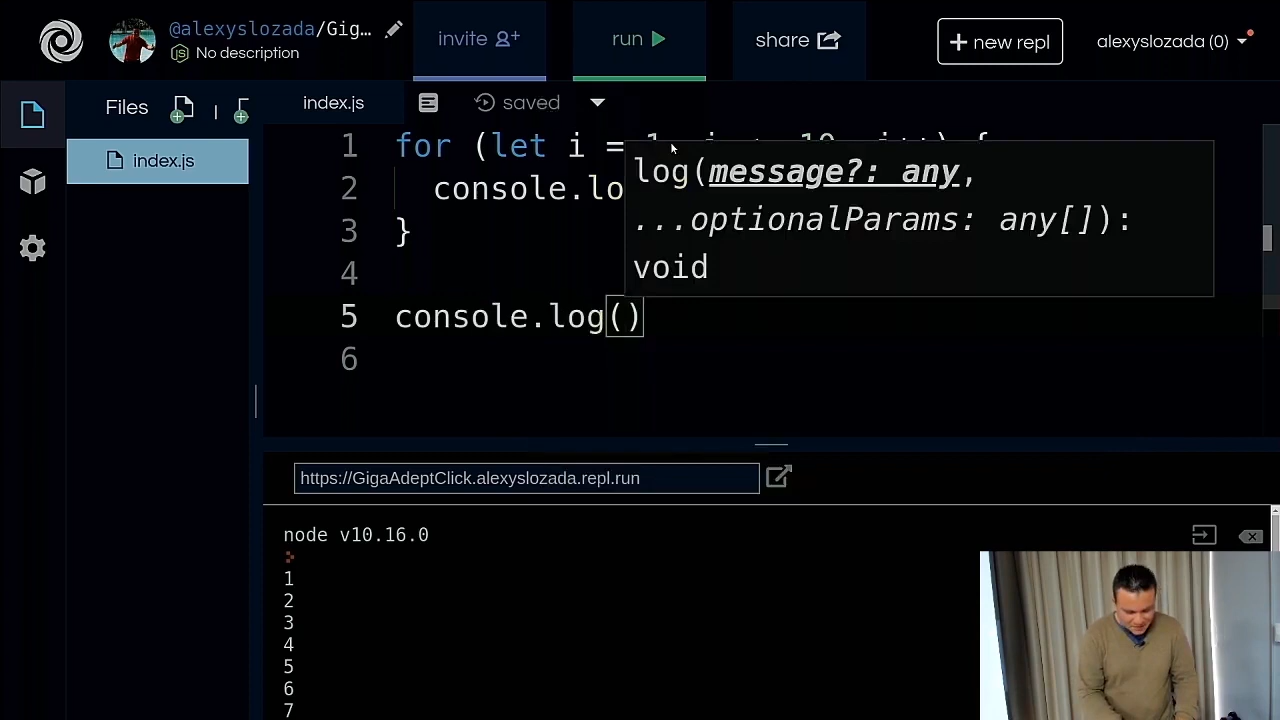 @alexyslozada/Gig...
No description
invite
run
share
+ new repl
alexyslozada (0)
Files
index.js
index.js
saved
1 for (let i =
2 console.lo
3 }
4
5 console.log()
6
log(message?: any,
...optionalParams: any[]):
void
https://GigaAdeptClick.alexyslozada.repl.run
node v10.16.0
1
2
3
4
5
6
7